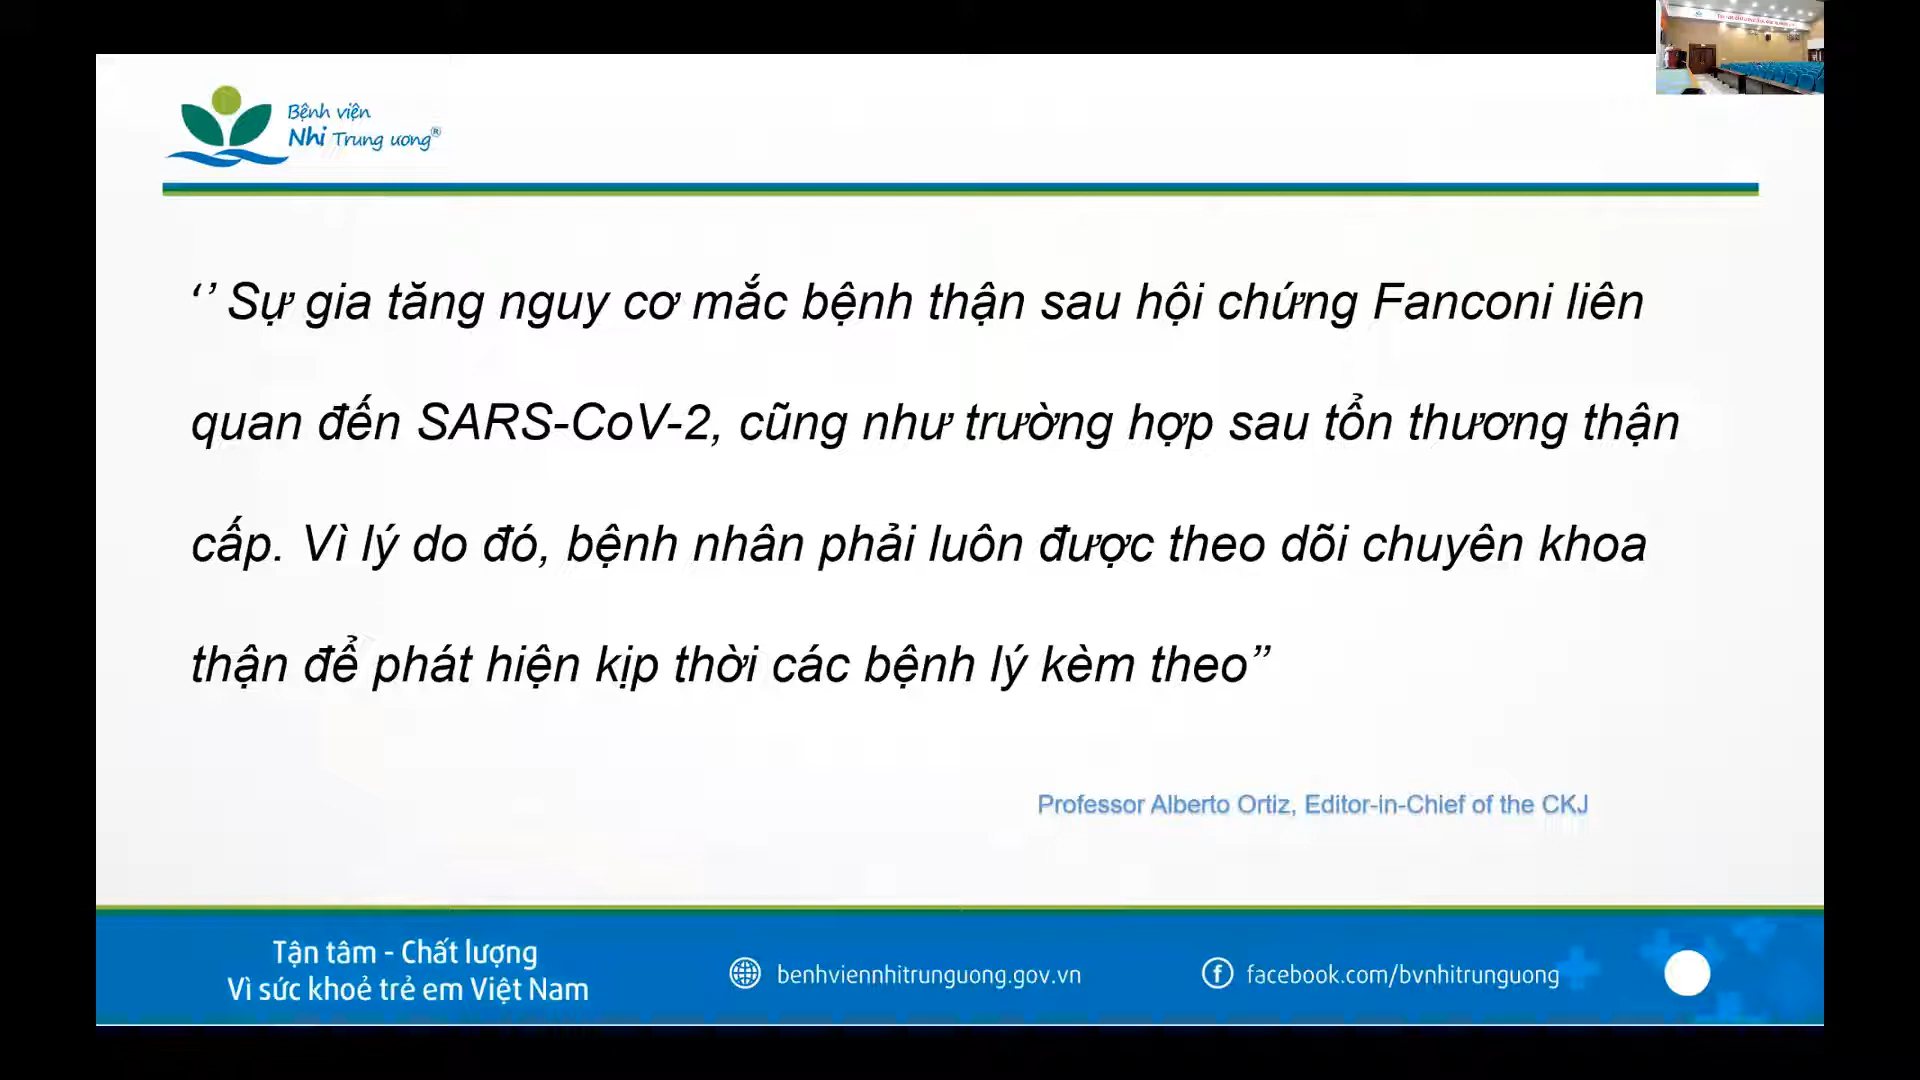 Bệnh viện
Nhi Trung ương®
‘’ Sự gia tăng nguy cơ mắc bệnh thận sau hội chứng Fanconi liên
quan đến SARS-CoV-2, cũng như trường hợp sau tổn thương thận
cấp. Vì lý do đó, bệnh nhân phải luôn được theo dõi chuyên khoa
thận để phát hiện kịp thời các bệnh lý kèm theo”
Professor Alberto Ortiz, Editor-in-Chief of the CKJ
Tận tâm - Chất lượng
Vì sức khoẻ trẻ em Việt Nam
benhviennhitrunguong.gov.vn
facebook.com/bvnhitrunguong